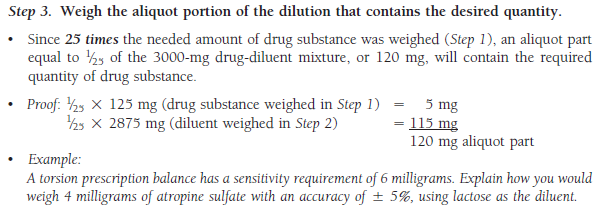 Step 3. Weigh the aliquot portion of the dilution that contains the desired quantity.
• Since 25 times the needed amount of drug substance was weighed (Step 1), an aliquot part
equal to 1/25 of the 3000-mg drug-diluent mixture, or 120 mg, will contain the required
quantity of drug substance.
• Proof: 1/25 × 125 mg (drug substance weighed in Step 1) = 5 mg
1/25 × 2875 mg (diluent weighed in Step 2) = 115 mg
120 mg aliquot part
• Example:
A torsion prescription balance has a sensitivity requirement of 6 milligrams. Explain how you would
weigh 4 milligrams of atropine sulfate with an accuracy of ± 5%, using lactose as the diluent.